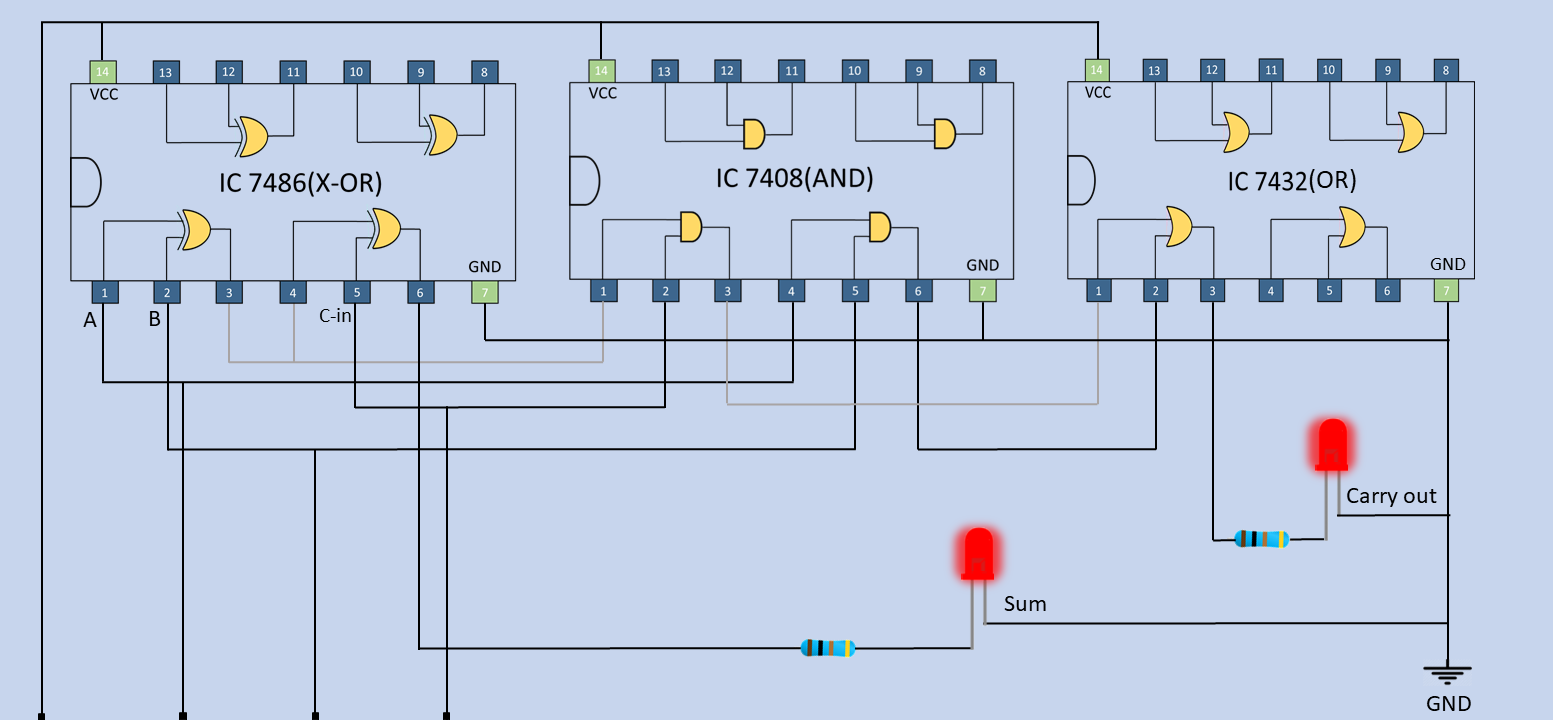 14 13 12 11 10 9 8
VCC
IC 7486(X-OR)
GND
1 2 3 4 5 6 7
A B C-in
14 13 12 11 10 9 8
VCC
IC 7408(AND)
GND
1 2 3 4 5 6 7
14 13 12 11 10 9 8
VCC
IC 7432(OR)
GND
1 2 3 4 5 6 7
Carry out
Sum
GND